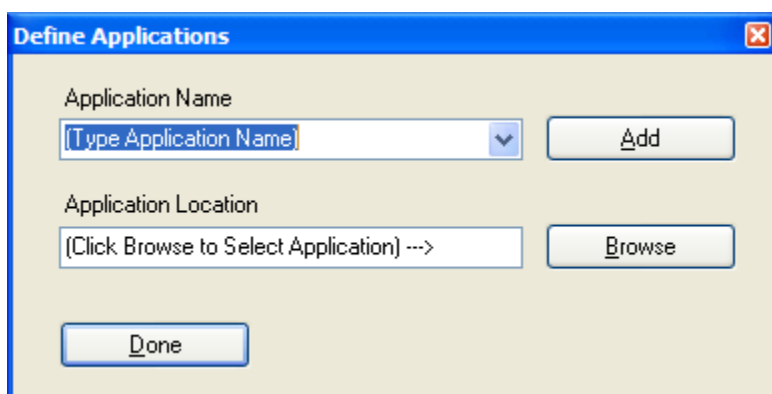 Define Applications
Application Name
(Type Application Name)
Add
Application Location
(Click Browse to Select Application) --->
Browse
Done